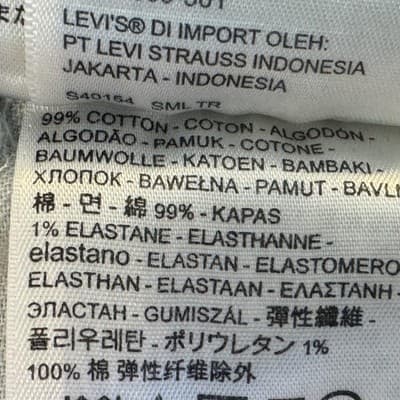 LEVI'S® DI IMPORT OLEH:
PT LEVI STRAUSS INDONESIA
JAKARTA - INDONESIA
SML TR
99% COTTON - COTON - ALGODÓN -
ALGODÃO - PAMUK - COTONE -
BAUMWOLLE - KATOEN - BAMBAKI -
ХЛОПОК - BAWEŁNA - PAMUT - BAVLN
棉 - 면 - 綿 99% - KAPAS
1% ELASTANE - ELASTHANNE -
elastano - ELASTAN - ELASTOMERO
ELASTHAN - ELASTAAN - ΕΛΑΣΤΑΝΗ -
ЭЛАСТАН - GUMISZÁL - 彈性纖維 -
폴리우레탄 - ポリウレタン 1%
100% 棉 弹性纤维除外